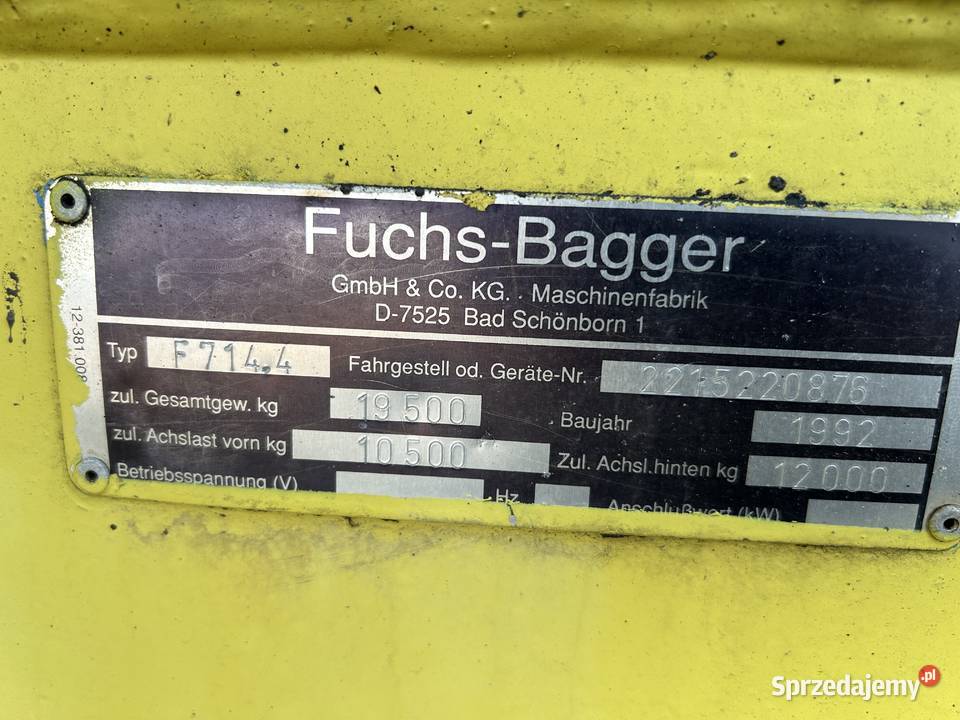 Fuchs-Bagger
GmbH & Co. KG. Maschinenfabrik
D-7525 Bad Schönborn 1
12-381.008
Typ F 714.4 Fahrgestell od. Geräte-Nr. 2215220876
zul. Gesamtgew. kg 19 500 Baujahr 1992
zul. Achslast vorn kg 10 500 Zul. Achsl.hinten kg 12 000
Betriebsspannung (V) Hz Anschlußwert (kW)
Sprzedajemy.pl